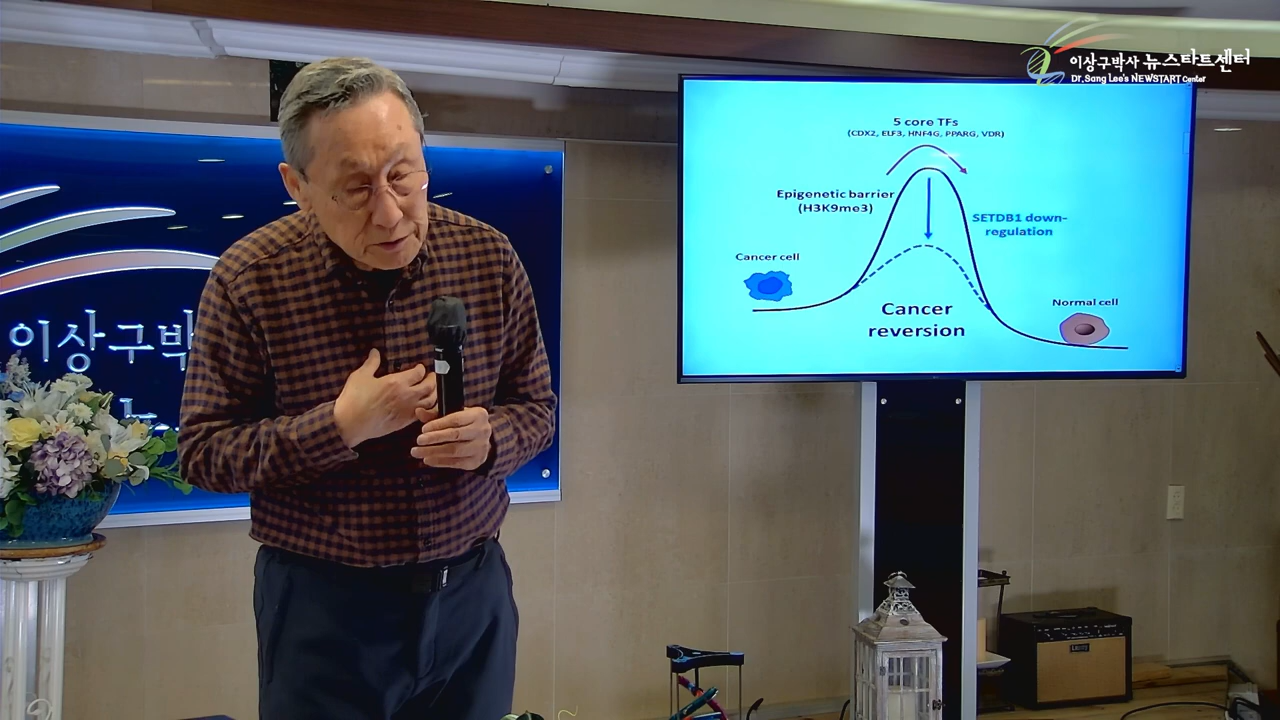 이상구박사 뉴스타트센터
Dr.Sang Lee's NEWSTART Center
5 core TFs
(CDX2, ELF3, HNF4G, PPARG, VDR)
Epigenetic barrier
(H3K9me3)
SETDB1 down-
regulation
Cancer cell
Normal cell
Cancer
reversion
이상구박